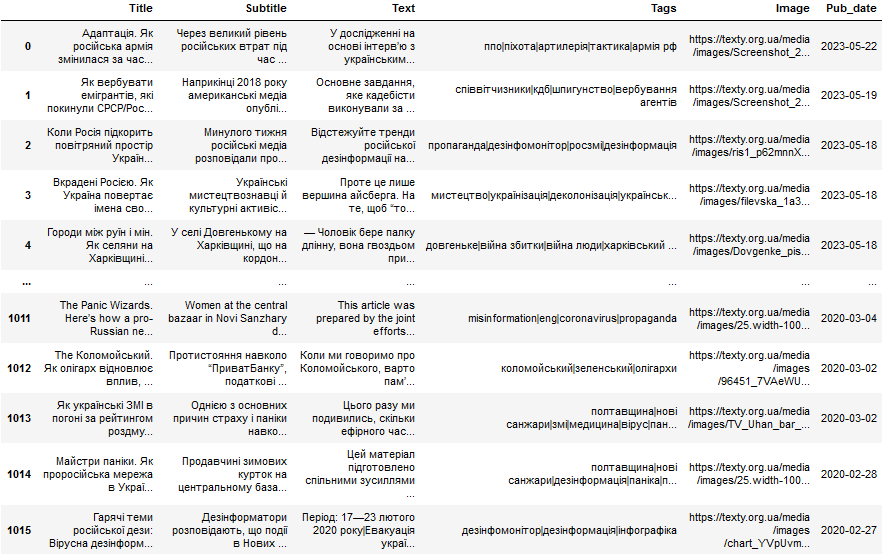 Title Subtitle Text Tags Image Pub_date
0
Адаптація. Як російська армія змінилася за час...
Через великий рівень російських втрат під час ...
У дослідженні на основі інтерв’ю з українським...
ппо|піхота|артилерія|тактика|армія рф
https://texty.org.ua/media/images/Screenshot_2...
2023-05-22
1
Як вербувати емігрантів, які покинули СРСР/Рос...
Наприкінці 2018 року американські медіа опублі...
Основне завдання, яке кадебісти виконували за ...
співвітчизники|кдб|шпигунство|вербування агентів
https://texty.org.ua/media/images/Screenshot_2...
2023-05-19
2
Коли Росія підкорить повітряний простір Україн...
Минулого тижня російські медіа розповідали про...
Відстежуйте тренди російської дезінформації на...
пропаганда|дезінфомонітор|росзмі|дезінформація
https://texty.org.ua/media/images/ris1_p62mnnX...
2023-05-18
3
Вкрадені Росією. Як Україна повертає імена сво...
Українські мистецтвознавці й культурні активіс...
Проте це лише вершина айсберга. На те, щоб “то...
мистецтво|українізація|деколонізація|українськ...
https://texty.org.ua/media/images/filevska_1a3...
2023-05-18
4
Городи між руїн і мін. Як селяни на Харківщині...
У селі Довгенькому на Харківщині, що на кордон...
— Чоловік бере палку длінну, вона гвоздьом при...
довгеньке|війна збитки|війна люди|харківський ...
https://texty.org.ua/media/images/Dovgenke_pis...
2023-05-18
... ... ... ... ... ... ...
1011
The Panic Wizards. Here’s how a pro-Russian ne...
Women at the central bazaar in Novi Sanzhary d...
This article was prepared by the joint efforts...
misinformation|eng|coronavirus|propaganda
https://texty.org.ua/media/images/25.width-100...
2020-03-04
1012
The Коломойський. Як олігарх відновлює вплив, ...
Протистояння навколо “ПриватБанку”, податкові ...
Коли ми говоримо про Коломойського, варто пам’...
коломойський|зеленський|олігархи
https://texty.org.ua/media/images/96451_7VAeWU...
2020-03-02
1013
Як українські ЗМІ в погоні за рейтингом роздму...
Однією з основних причин страху і паніки навко...
Цього разу ми подивились, скільки ефірного час...
полтавщина|нові санжари|змі|медицина|вірус|пан...
https://texty.org.ua/media/images/TV_Uhan_bar_...
2020-03-02
1014
Майстри паніки. Як проросійська мережа в Украї...
Продавчині зимових курток на центральному база...
Цей матеріал підготовлено спільними зусиллями ...
полтавщина|нові санжари|дезінформація|паніка|п...
https://texty.org.ua/media/images/25.width-100...
2020-02-28
1015
Гарячі теми російської дези: Вірусна дезінформ...
Дезінформатори розповідають, що події в Нових ...
Період: 17—23 лютого 2020 року|Евакуація украї...
дезінфомонітор|дезінформація|інфографіка
https://texty.org.ua/media/images/chart_YVpUvm...
2020-02-27